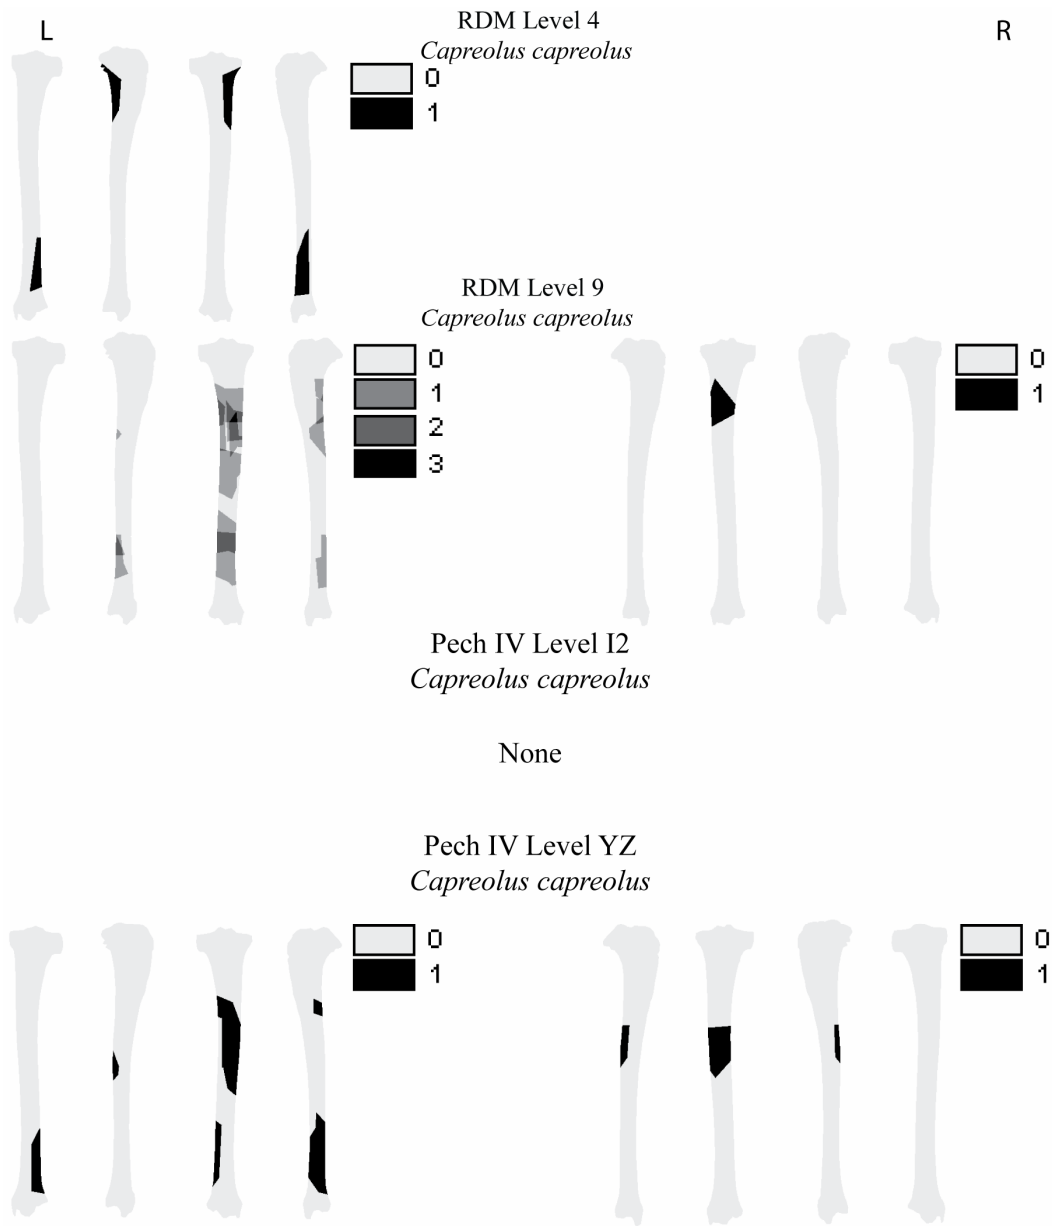 L
RDM Level 4
Capreolus capreolus
R
0
1
RDM Level 9
Capreolus capreolus
0
1
2
3
0
1
Pech IV Level I2
Capreolus capreolus
None
Pech IV Level YZ
Capreolus capreolus
0
1
0
1